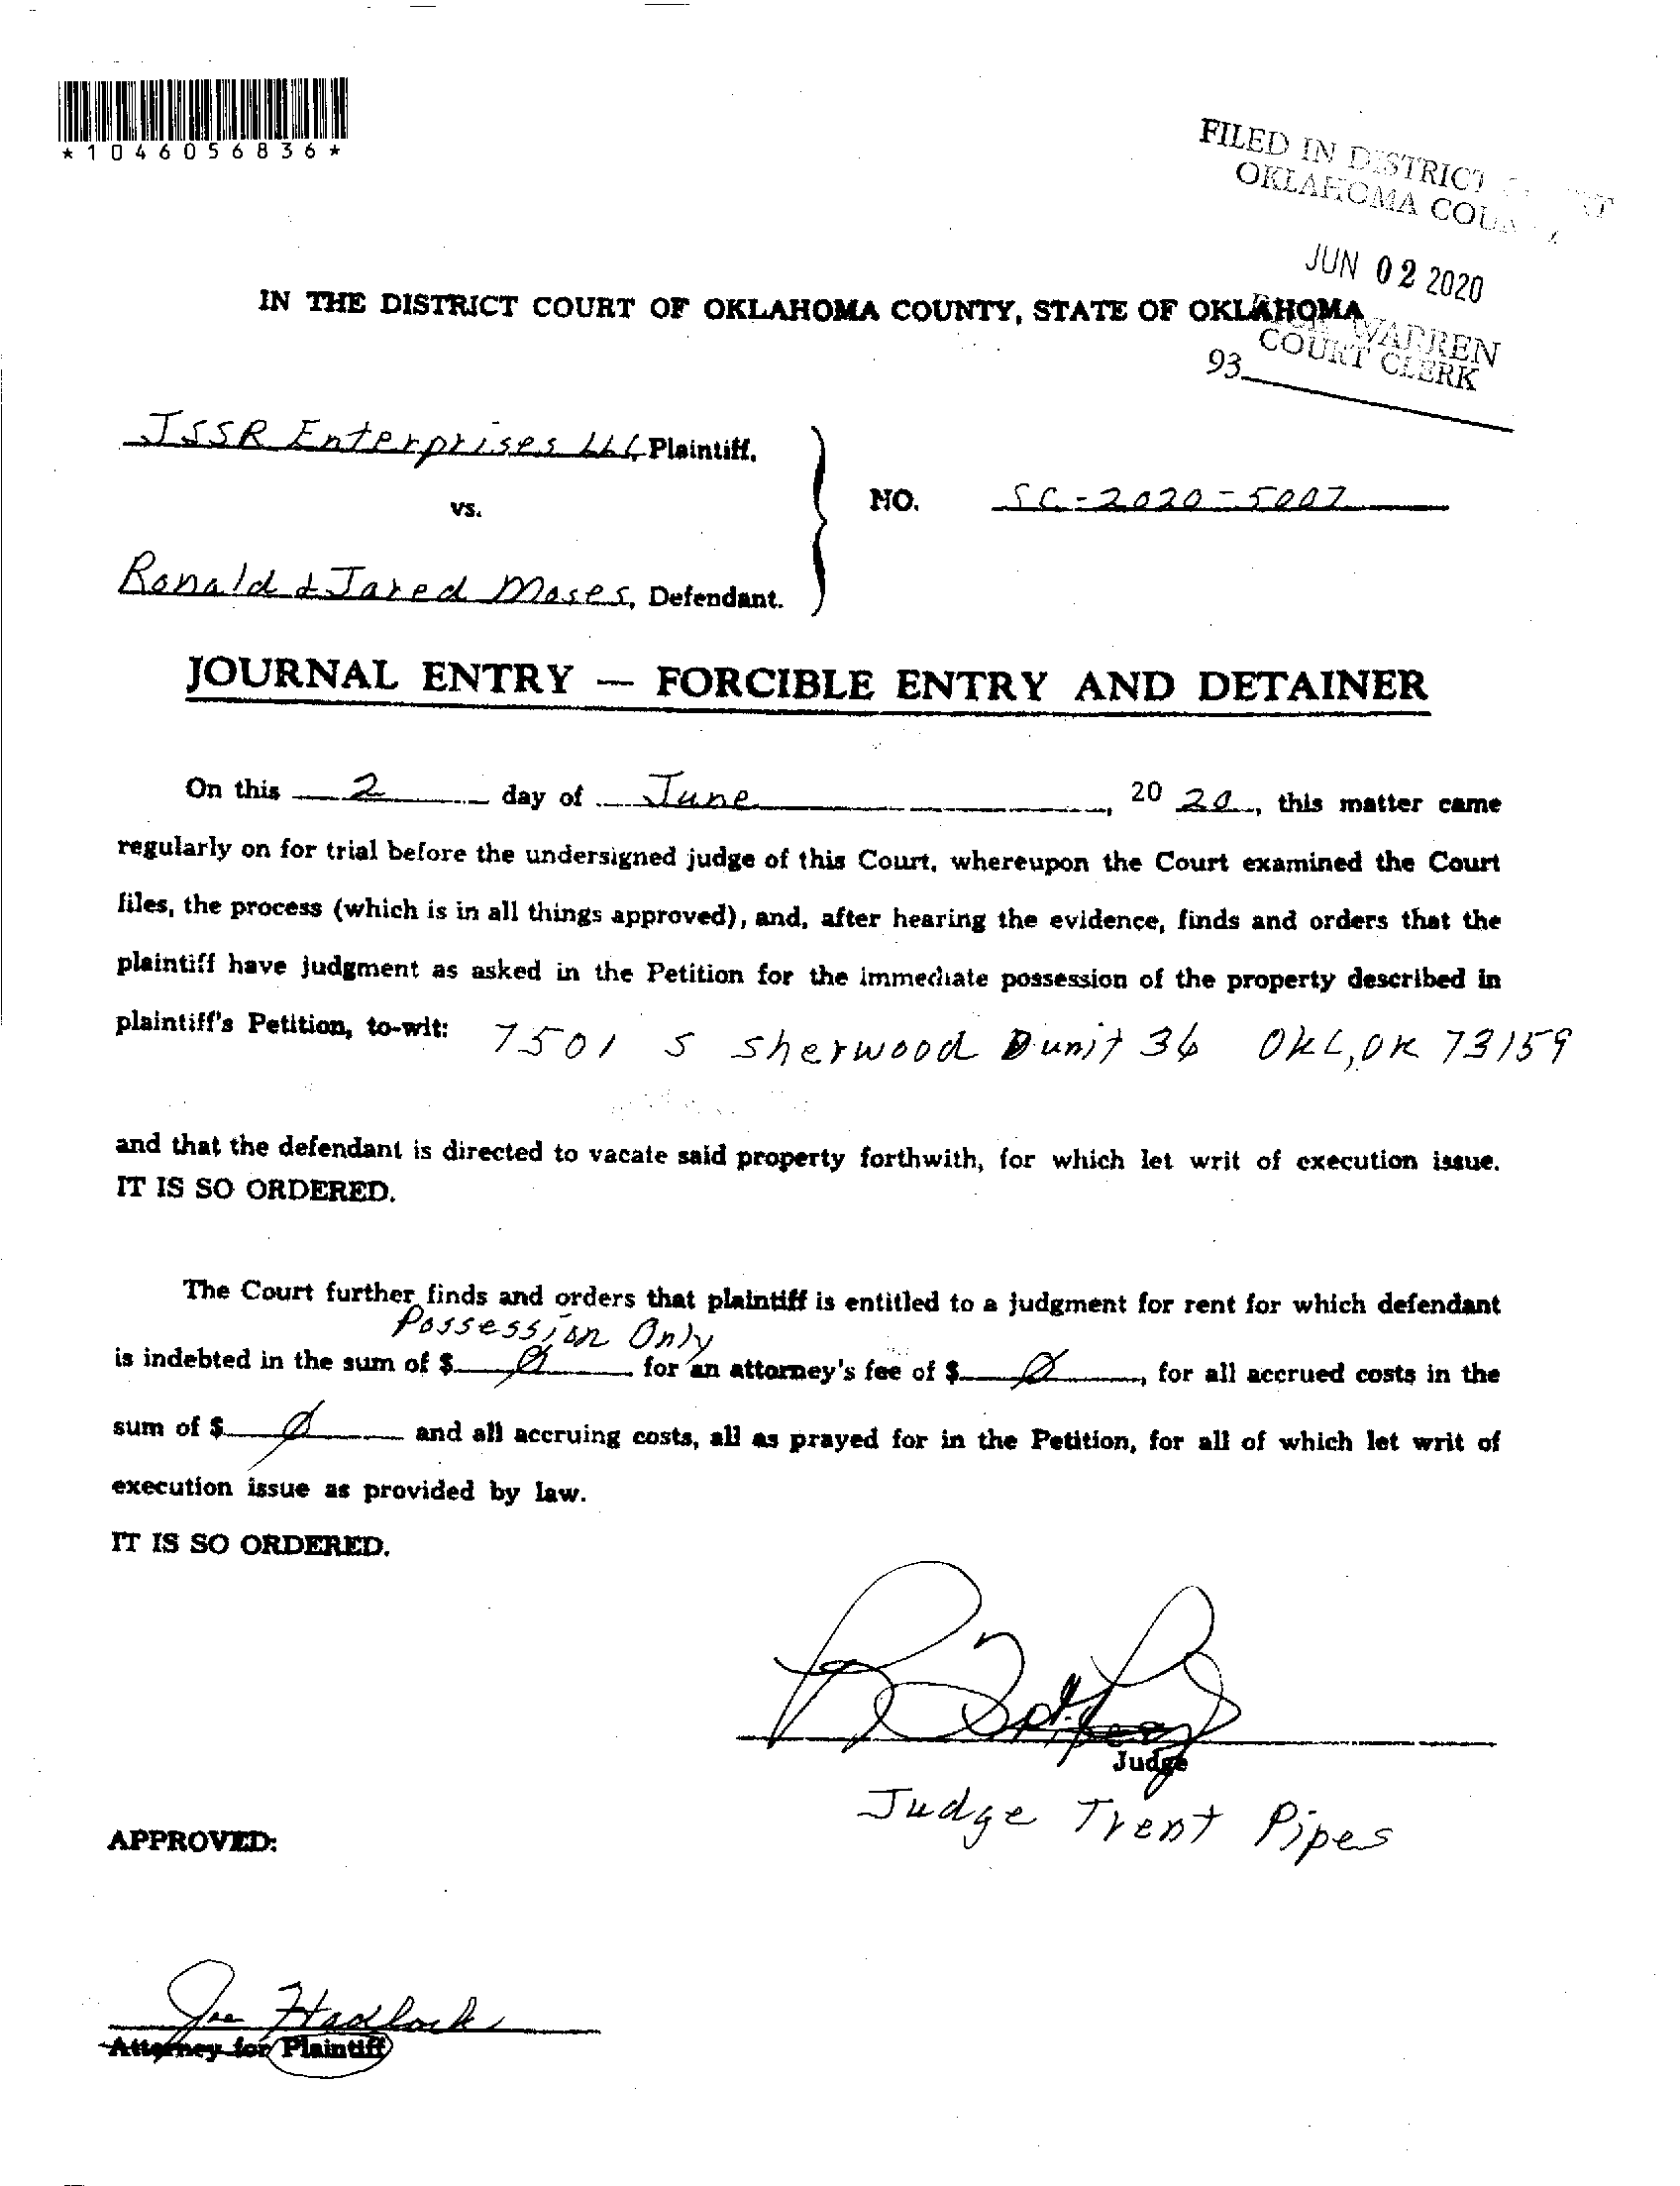 *1046056836*
FILED IN DISTRICT
OKLAHOMA
JUN 02 2020
IN THE DISTRICT COURT OF OKLAHOMA COUNTY, STATE OF OKLAHOMA
WARREN
COURT CLERK
93
JSSR Enterprises LLC Plaintiff,
vs.
NO. SC-2020-5007
Ronald & Jared Moses, Defendant.
JOURNAL ENTRY — FORCIBLE ENTRY AND DETAINER
On this 2 day of June, 20 20, this matter came
regularly on for trial before the undersigned judge of this Court, whereupon the Court examined the Court
files, the process (which is in all things approved), and, after hearing the evidence, finds and orders that the
plaintiff have judgment as asked in the Petition for the immediate possession of the property described in
plaintiff's Petition, to-wit: 7501 S Sherwood unit 36 OKC, OK 73159
and that the defendant is directed to vacate said property forthwith, for which let writ of execution issue.
IT IS SO ORDERED.
The Court further finds and orders that plaintiff is entitled to a judgment for rent for which defendant
Possession Only
is indebted in the sum of $ 0 for an attorney's fee of $ 0, for all accrued costs in the
sum of $ 0 and all accruing costs, all as prayed for in the Petition, for all of which let writ of
execution issue as provided by law.
IT IS SO ORDERED.
Judge
Judge Trent Pipes
APPROVED:
Joe Hadlock
Attorney for Plaintiff